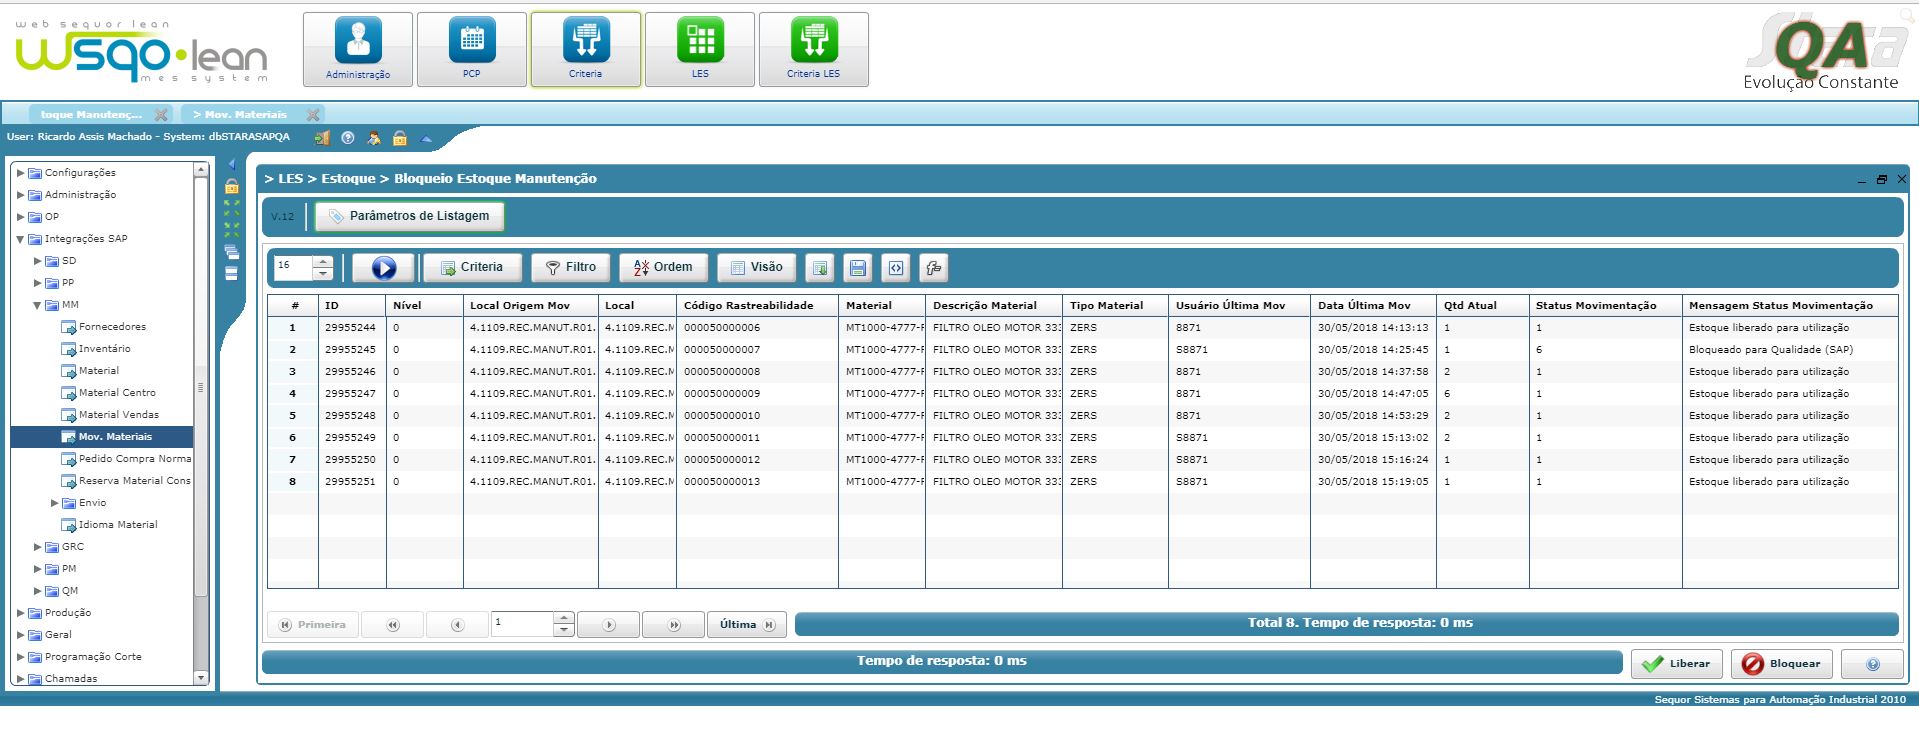 web sequor lean
wsqo.lean
mes system
Administração
PCP
Criteria
LES
Criteria LES
QA
Evolução Constante
toque Manutenç...
> Mov. Materiais
User: Ricardo Assis Machado - System: dbSTARASAPQA
Configurações
Administração
OP
Integrações SAP
SD
PP
MM
Fornecedores
Inventário
Material
Material Centro
Material Vendas
Mov. Materiais
Pedido Compra Norma
Reserva Material Cons
Envio
Idioma Material
GRC
PM
QM
Produção
Geral
Programação Corte
Chamadas
> LES > Estoque > Bloqueio Estoque Manutenção
V.12 Parâmetros de Listagem
16 Criteria Filtro Ordem Visão
# ID Nível Local Origem Mov Local Código Rastreabilidade Material Descrição Material Tipo Material Usuário Última Mov Data Última Mov Qtd Atual Status Movimentação Mensagem Status Movimentação
1 29955244 0 4.1109.REC.MANUT.R01. 4.1109.REC.M 000050000006 MT1000-4777-F FILTRO OLEO MOTOR 333 ZERS 8871 30/05/2018 14:13:13 1 1 Estoque liberado para utilização
2 29955245 0 4.1109.REC.MANUT.R01. 4.1109.REC.M 000050000007 MT1000-4777-F FILTRO OLEO MOTOR 333 ZERS S8871 30/05/2018 14:25:45 1 6 Bloqueado para Qualidade (SAP)
3 29955246 0 4.1109.REC.MANUT.R01. 4.1109.REC.M 000050000008 MT1000-4777-F FILTRO OLEO MOTOR 333 ZERS 8871 30/05/2018 14:37:58 2 1 Estoque liberado para utilização
4 29955247 0 4.1109.REC.MANUT.R01. 4.1109.REC.M 000050000009 MT1000-4777-F FILTRO OLEO MOTOR 333 ZERS 8871 30/05/2018 14:47:05 6 1 Estoque liberado para utilização
5 29955248 0 4.1109.REC.MANUT.R01. 4.1109.REC.M 000050000010 MT1000-4777-F FILTRO OLEO MOTOR 333 ZERS 8871 30/05/2018 14:53:29 2 1 Estoque liberado para utilização
6 29955249 0 4.1109.REC.MANUT.R01. 4.1109.REC.M 000050000011 MT1000-4777-F FILTRO OLEO MOTOR 333 ZERS S8871 30/05/2018 15:13:02 2 1 Estoque liberado para utilização
7 29955250 0 4.1109.REC.MANUT.R01. 4.1109.REC.M 000050000012 MT1000-4777-F FILTRO OLEO MOTOR 333 ZERS S8871 30/05/2018 15:16:24 1 1 Estoque liberado para utilização
8 29955251 0 4.1109.REC.MANUT.R01. 4.1109.REC.M 000050000013 MT1000-4777-F FILTRO OLEO MOTOR 333 ZERS S8871 30/05/2018 15:19:05 1 1 Estoque liberado para utilização
Primeira 1 Última Total 8. Tempo de resposta: 0 ms
Tempo de resposta: 0 ms Liberar Bloquear
Sequor Sistemas para Automação Industrial 2010